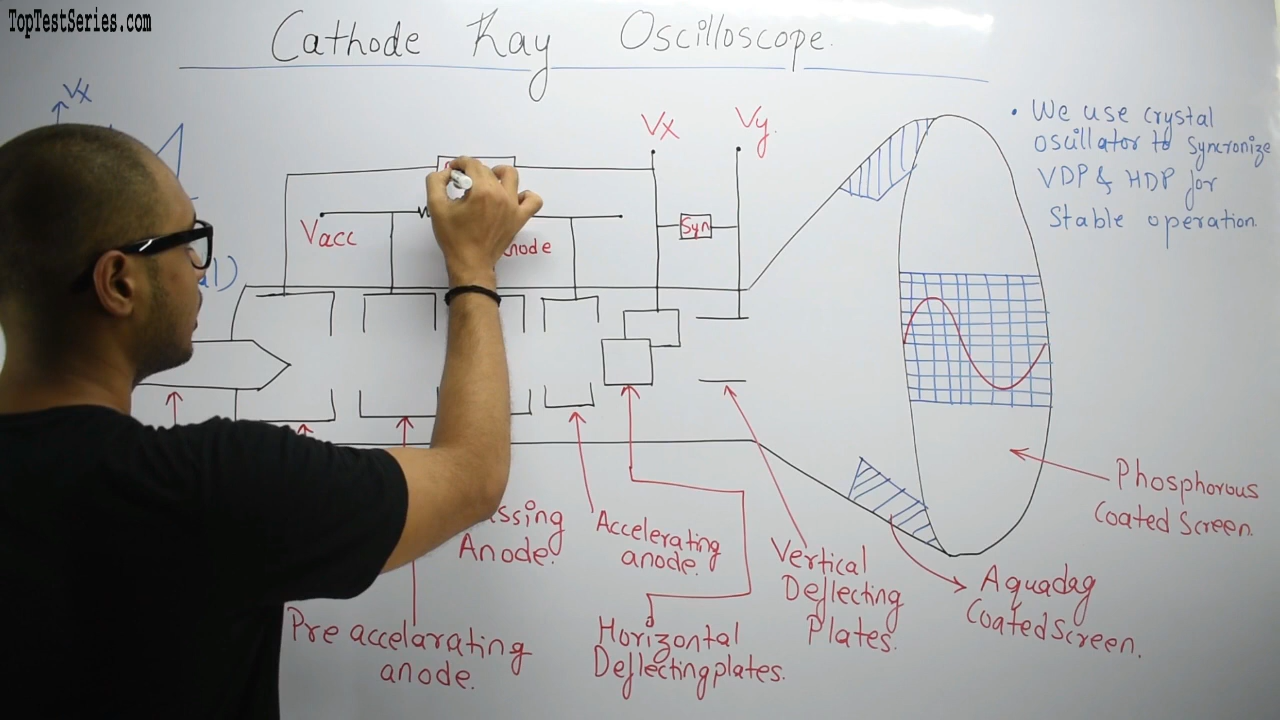 TopTestSeries.com
Cathode Ray Oscilloscope.
Vx
Vx
Vy.
Vacc
Syn
• We use crystal
oscillator to syncronize
VDP & HDP for
Stable operation.
Phosphorous
Coated Screen.
Accelerating
anode.
Anode.
Vertical
Deflecting
Plates.
Aquadag
Coated Screen.
Pre accelarating
anode.
Horizontal
Deflecting plates.